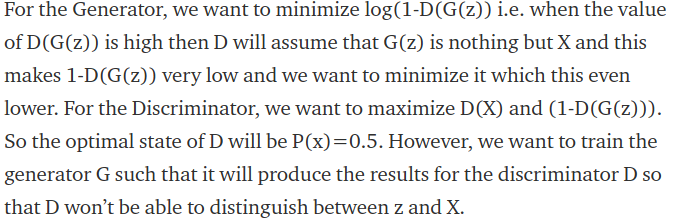 For the Generator, we want to minimize log(1-D(G(z)) i.e. when the value
of D(G(z)) is high then D will assume that G(z) is nothing but X and this
makes 1-D(G(z)) very low and we want to minimize it which this even
lower. For the Discriminator, we want to maximize D(X) and (1-D(G(z))).
So the optimal state of D will be P(x)=0.5. However, we want to train the
generator G such that it will produce the results for the discriminator D so
that D won't be able to distinguish between z and X.